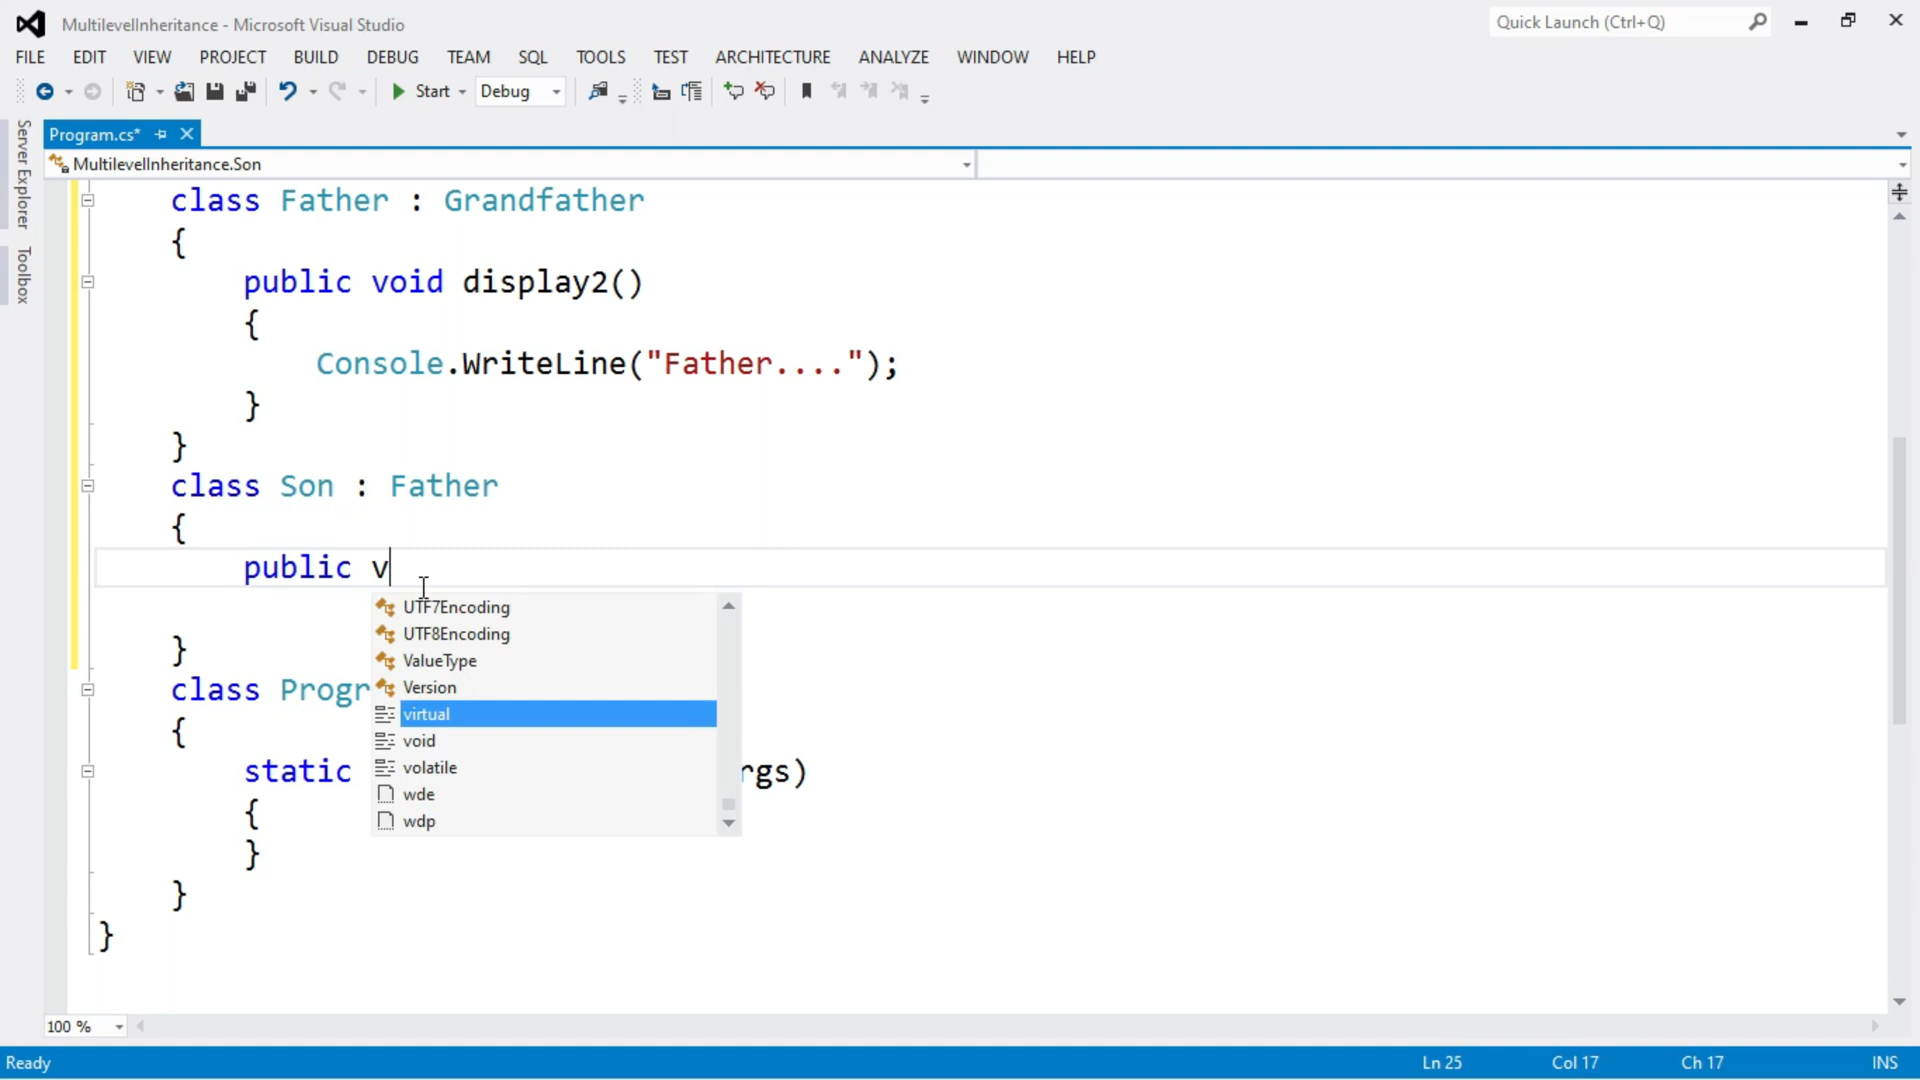 MultilevelInheritance - Microsoft Visual Studio
Quick Launch (Ctrl+Q)
FILE EDIT VIEW PROJECT BUILD DEBUG TEAM SQL TOOLS TEST ARCHITECTURE ANALYZE WINDOW HELP
Start Debug
Server Explorer
Toolbox
Program.cs*
MultilevelInheritance.Son
class Father : Grandfather
{
public void display2()
{
Console.WriteLine("Father....");
}
}
class Son : Father
{
public v
UTF7Encoding
UTF8Encoding
ValueType
Version
virtual
void
volatile
wde
wdp
}
class Progr
{
static rgs)
{
}
}
}
100 %
Ready Ln 25 Col 17 Ch 17 INS